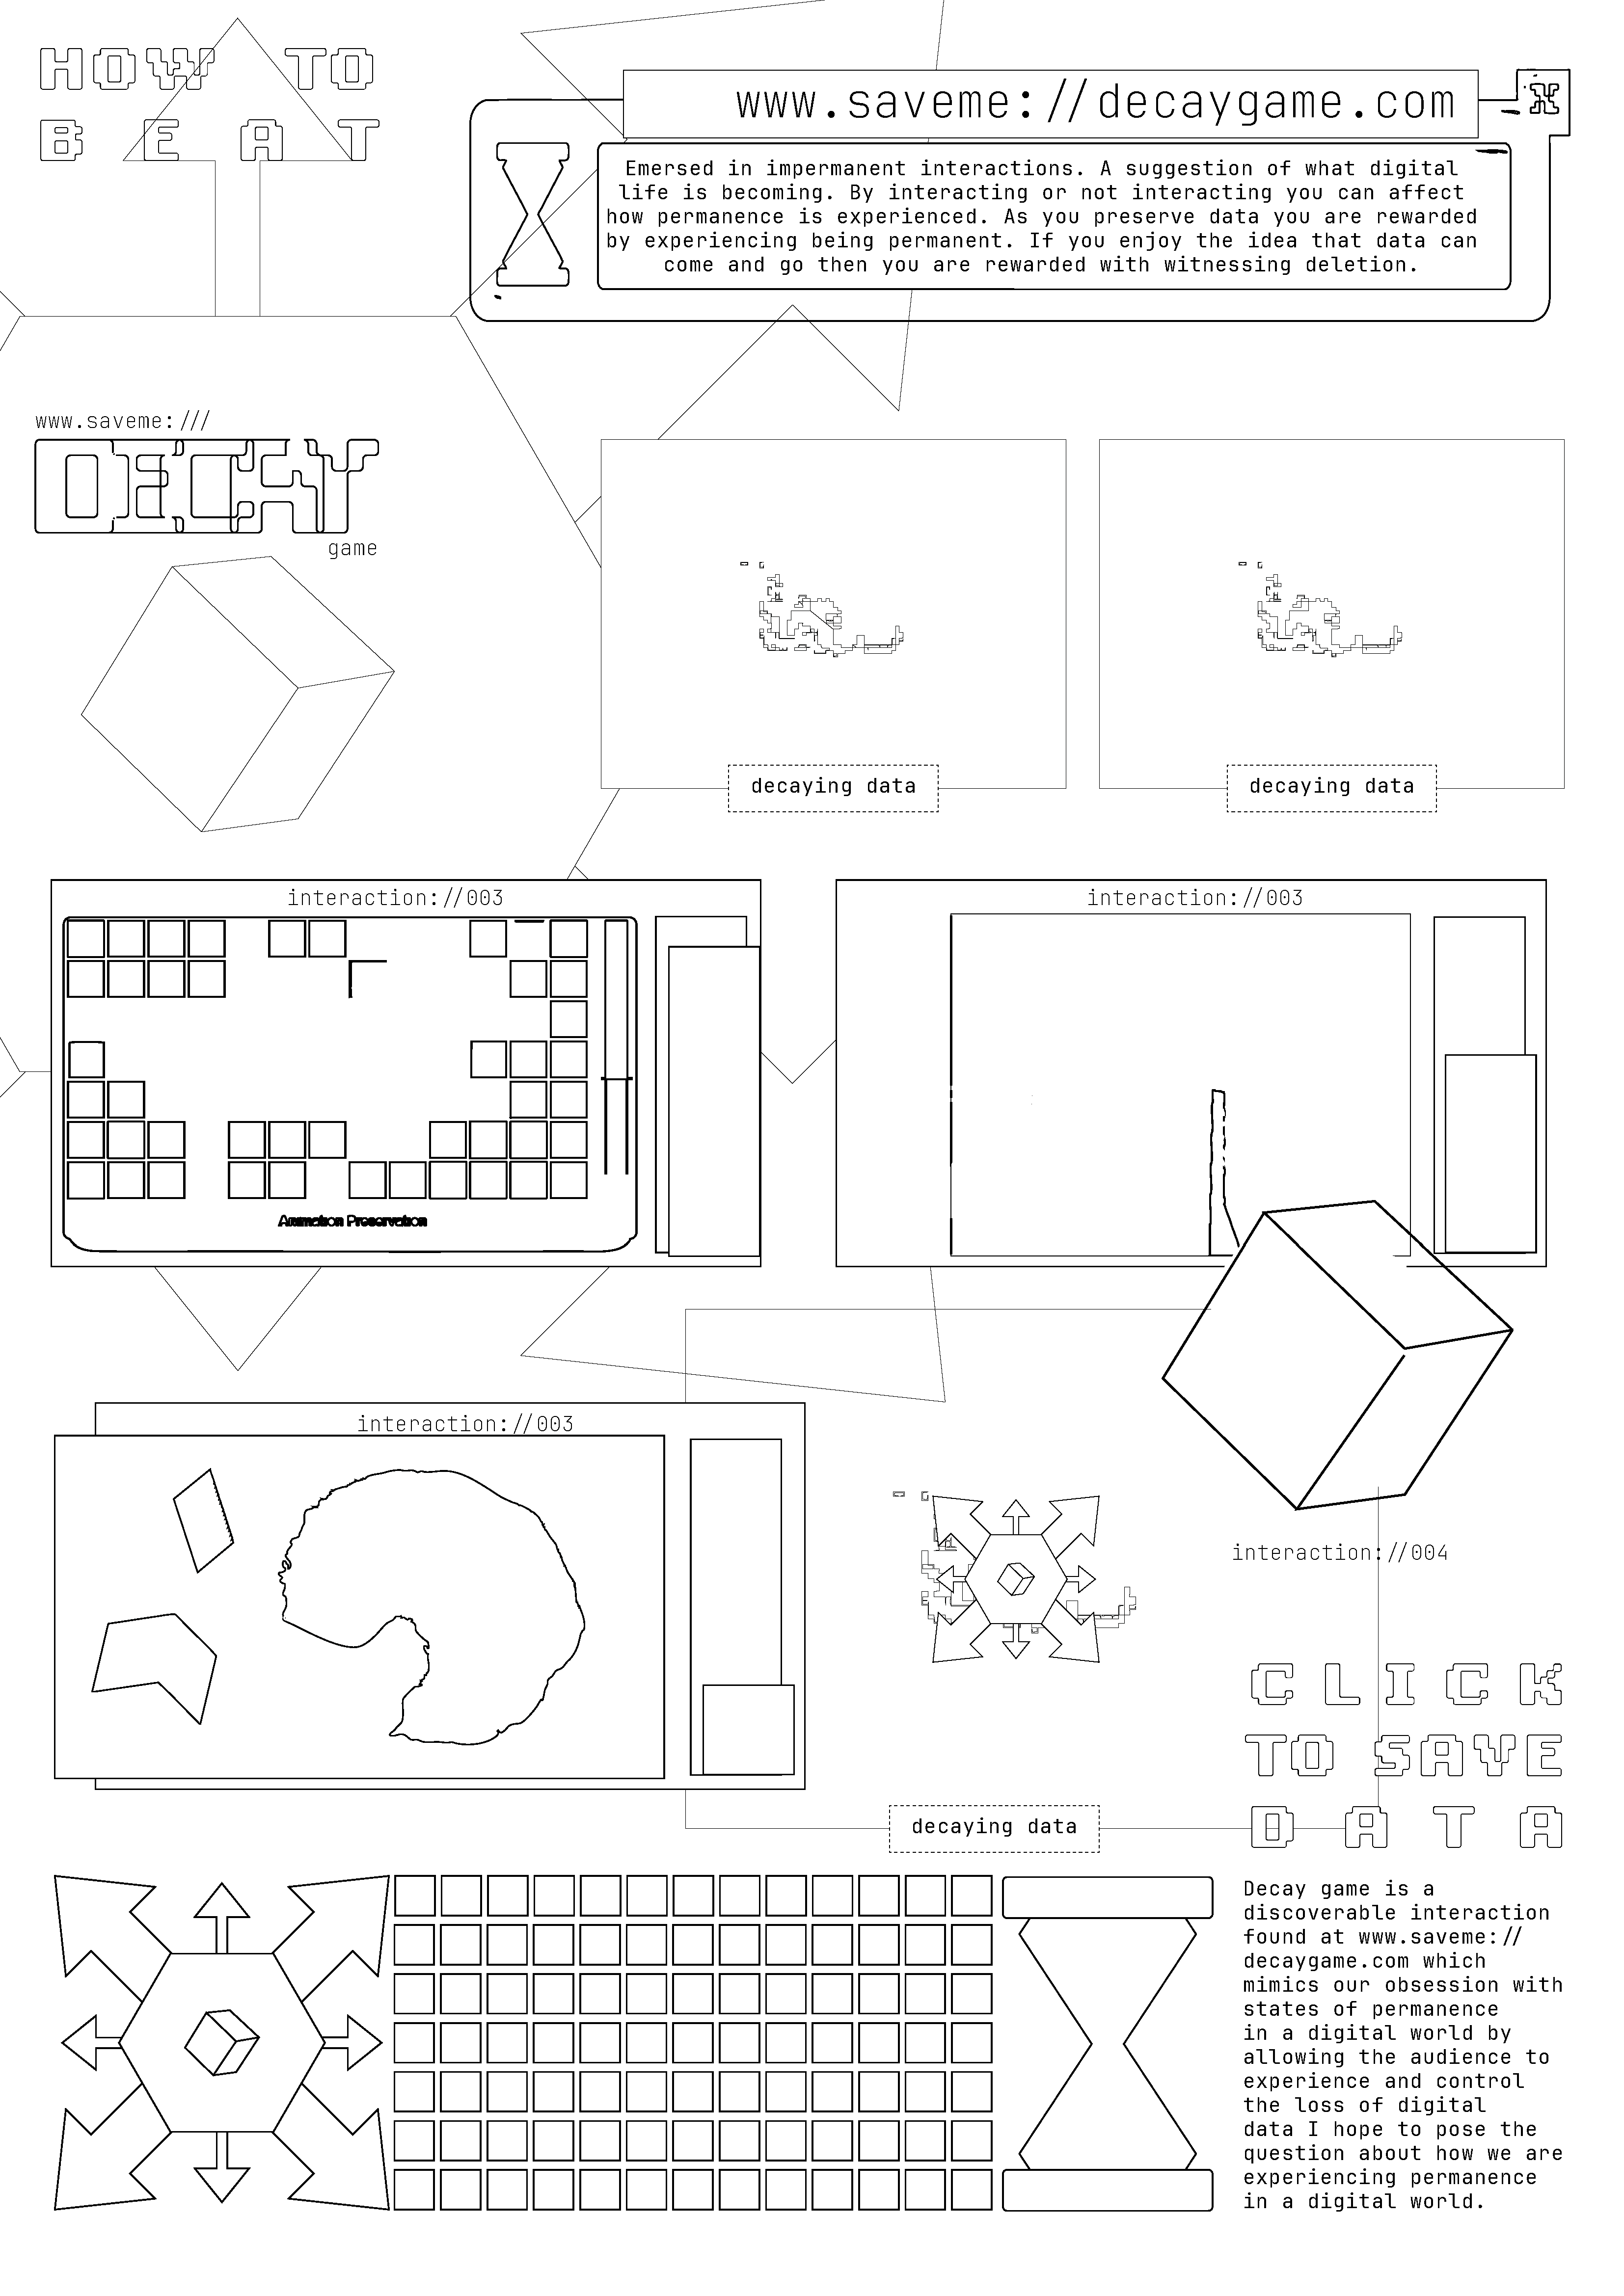 HOW TO
BEAT
www.saveme://decaygame.com
X
Emersed in impermanent interactions. A suggestion of what digital
life is becoming. By interacting or not interacting you can affect
how permanence is experienced. As you preserve data you are rewarded
by experiencing being permanent. If you enjoy the idea that data can
come and go then you are rewarded with witnessing deletion.
www.saveme:///
DECAY
game
decaying data
decaying data
interaction://003
interaction://003
Animation Preservation
interaction://003
interaction://004
CLICK
TO SAVE
DATA
decaying data
Decay game is a
discoverable interaction
found at www.saveme://
decaygame.com which
mimics our obsession with
states of permanence
in a digital world by
allowing the audience to
experience and control
the loss of digital
data I hope to pose the
question about how we are
experiencing permanence
in a digital world.